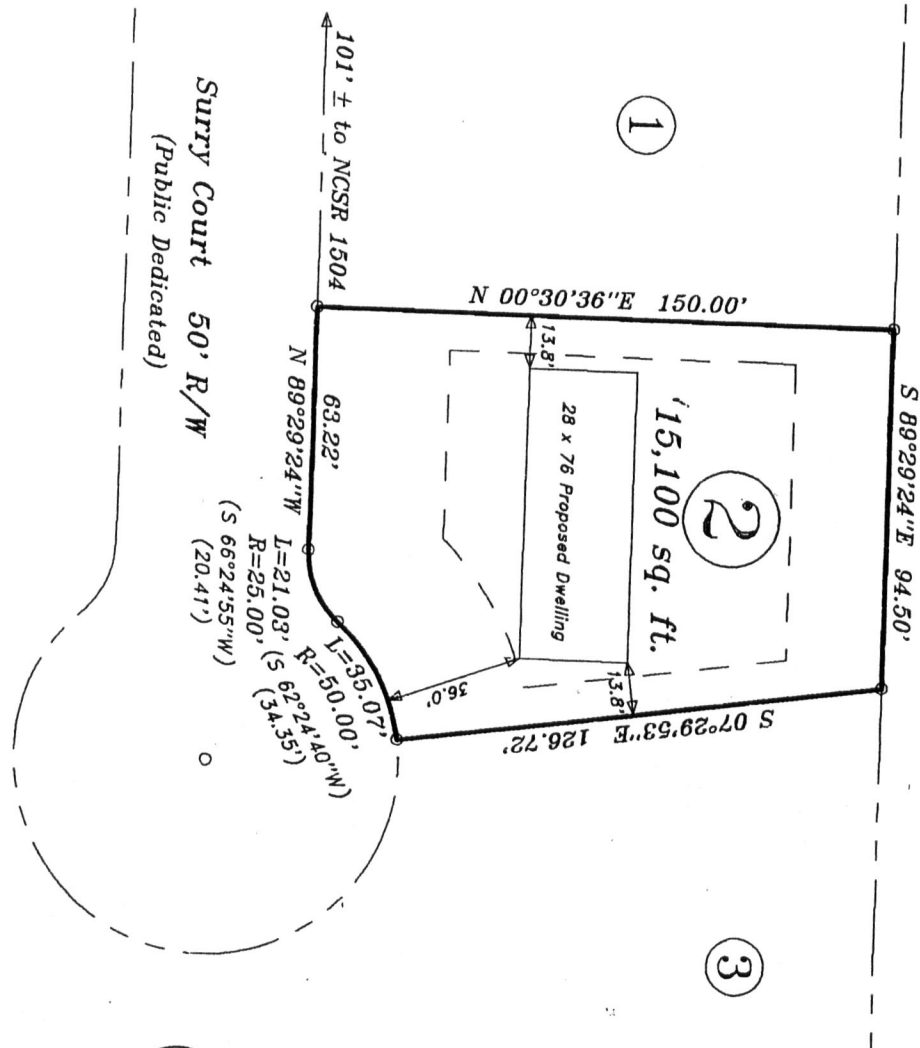 1
101' ± to NCSR 1504
Surry Court 50' R/W
(Public Dedicated)
N 00°30'36"E 150.00'
S 89°29'24"E 94.50'
13.8'
28 x 76 Proposed Dwelling
2
15,100 sq. ft.
63.22'
N 89°29'24"W
L=21.03'
R=25.00'
(S 66°24'55"W)
(20.41')
L=35.07'
R=50.00'
(S 62°24'40"W)
(34.35')
36.0'
13.8'
S 07°29'53"E 126.72'
3